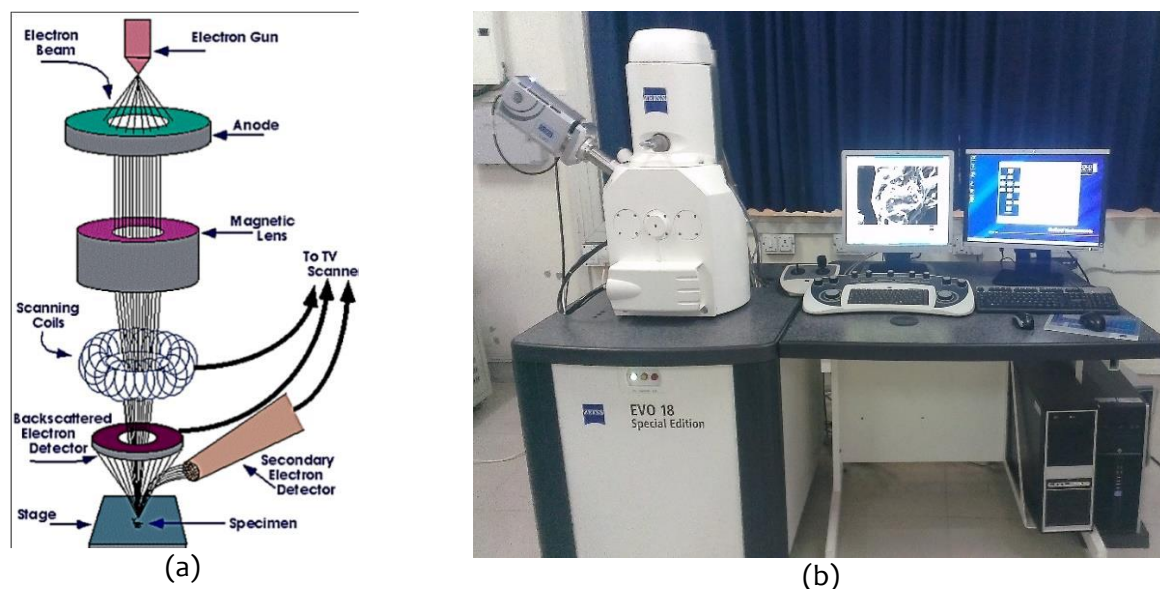 Electron
Beam
Electron Gun
Anode
Magnetic
Lens
To TV
Scanner
Scanning
Coils
Backscattered
Electron
Detector
Secondary
Electron
Detector
Stage
Specimen
(a)
ZEISS
EVO 18
Special Edition
(b)